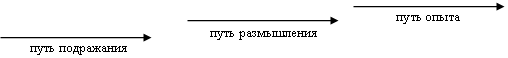 путь подражания
путь размышления
путь опыта